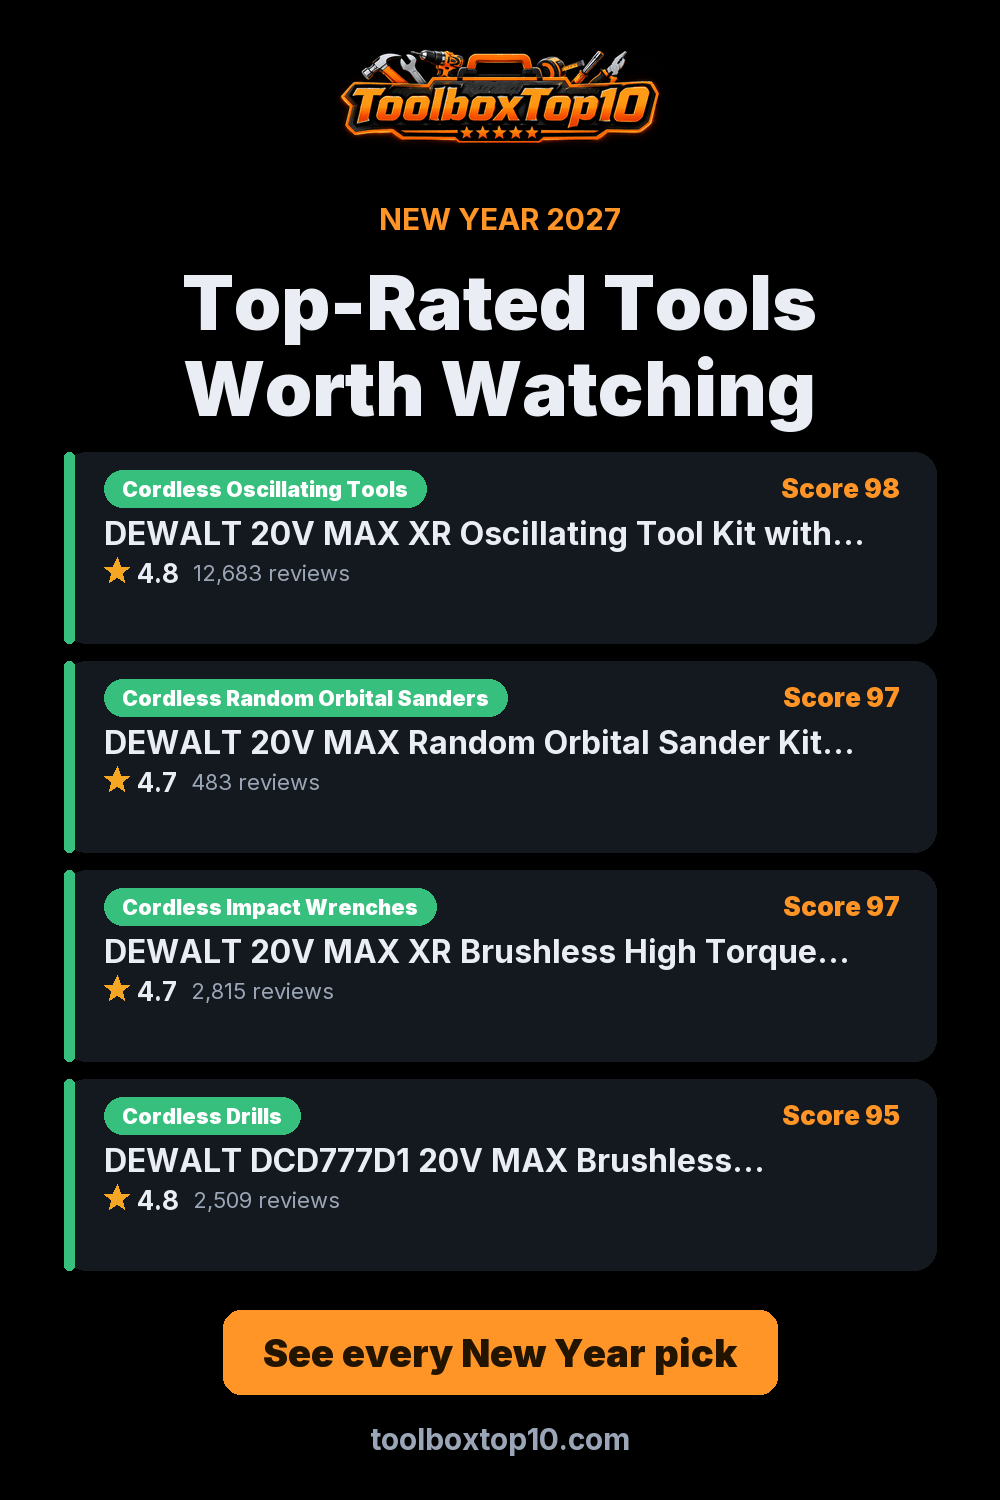 ToolboxTop10
NEW YEAR 2027
Top-Rated Tools
Worth Watching
Cordless Oscillating Tools
Score 98
DEWALT 20V MAX XR Oscillating Tool Kit with...
4.8 12,683 reviews
Cordless Random Orbital Sanders
Score 97
DEWALT 20V MAX Random Orbital Sander Kit...
4.7 483 reviews
Cordless Impact Wrenches
Score 97
DEWALT 20V MAX XR Brushless High Torque...
4.7 2,815 reviews
Cordless Drills
Score 95
DEWALT DCD777D1 20V MAX Brushless...
4.8 2,509 reviews
See every New Year pick
toolboxtop10.com